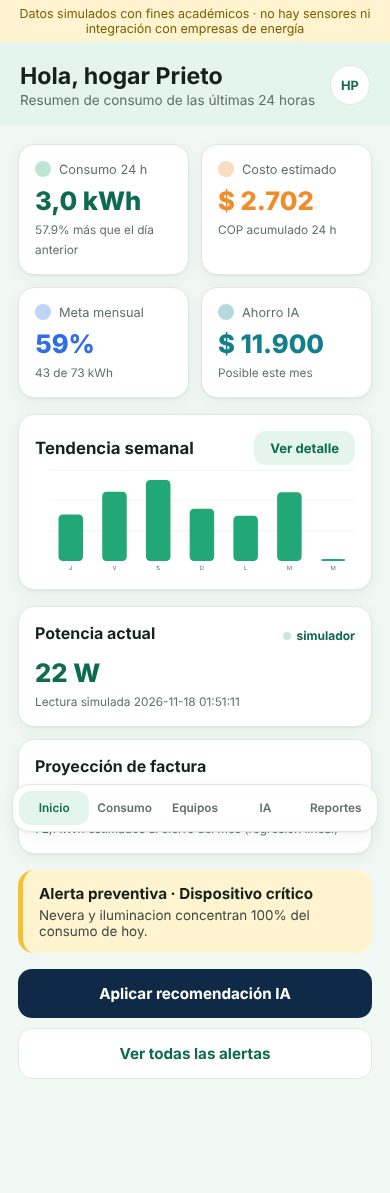 Datos simulados con fines académicos · no hay sensores ni
integración con empresas de energía
Hola, hogar Prieto
Resumen de consumo de las últimas 24 horas
HP
Consumo 24 h
3,0 kWh
57.9% más que el día
anterior
Costo estimado
$ 2.702
COP acumulado 24 h
Meta mensual
59%
43 de 73 kWh
Ahorro IA
$ 11.900
Posible este mes
Tendencia semanal
Ver detalle
J V S D L M M
Potencia actual
simulador
22 W
Lectura simulada 2026-11-18 01:51:11
Proyección de factura
Inicio Consumo Equipos IA Reportes
Alerta preventiva · Dispositivo crítico
Nevera y iluminacion concentran 100% del
consumo de hoy.
Aplicar recomendación IA
Ver todas las alertas